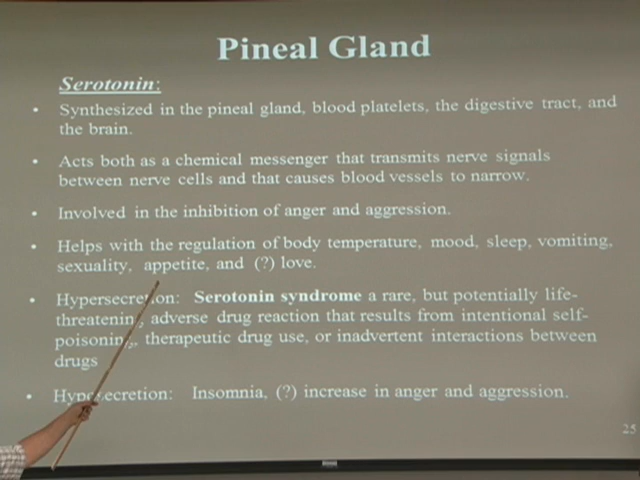 Pineal Gland
Serotonin:
• Synthesized in the pineal gland, blood platelets, the digestive tract, and
the brain.
• Acts both as a chemical messenger that transmits nerve signals
between nerve cells and that causes blood vessels to narrow.
• Involved in the inhibition of anger and aggression.
• Helps with the regulation of body temperature, mood, sleep, vomiting,
sexuality, appetite, and (?) love.
• Hypersecretion: Serotonin syndrome a rare, but potentially life-
threatening, adverse drug reaction that results from intentional self-
poisoning, therapeutic drug use, or inadvertent interactions between
drugs
• Hyposecretion: Insomnia, (?) increase in anger and aggression.
25